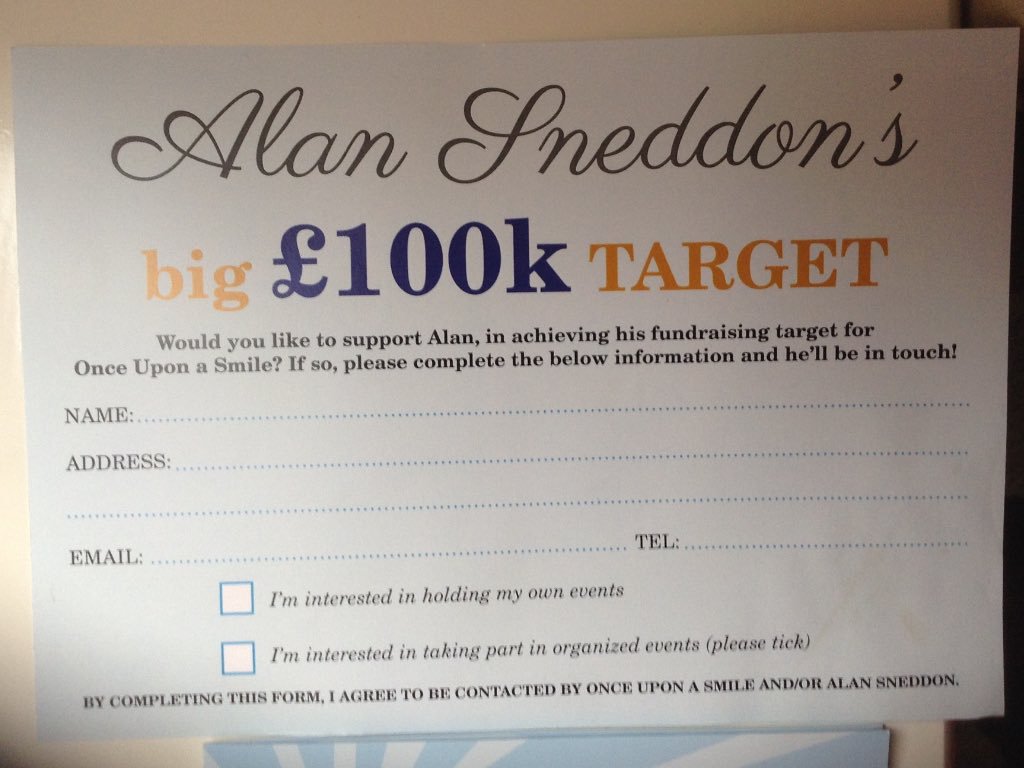 Alan Sneddon's
big £100k TARGET
Would you like to support Alan, in achieving his fundraising target for
Once Upon a Smile? If so, please complete the below information and he'll be in touch!
NAME:
ADDRESS:
EMAIL: TEL:
I'm interested in holding my own events
I'm interested in taking part in organized events (please tick)
BY COMPLETING THIS FORM, I AGREE TO BE CONTACTED BY ONCE UPON A SMILE AND/OR ALAN SNEDDON.